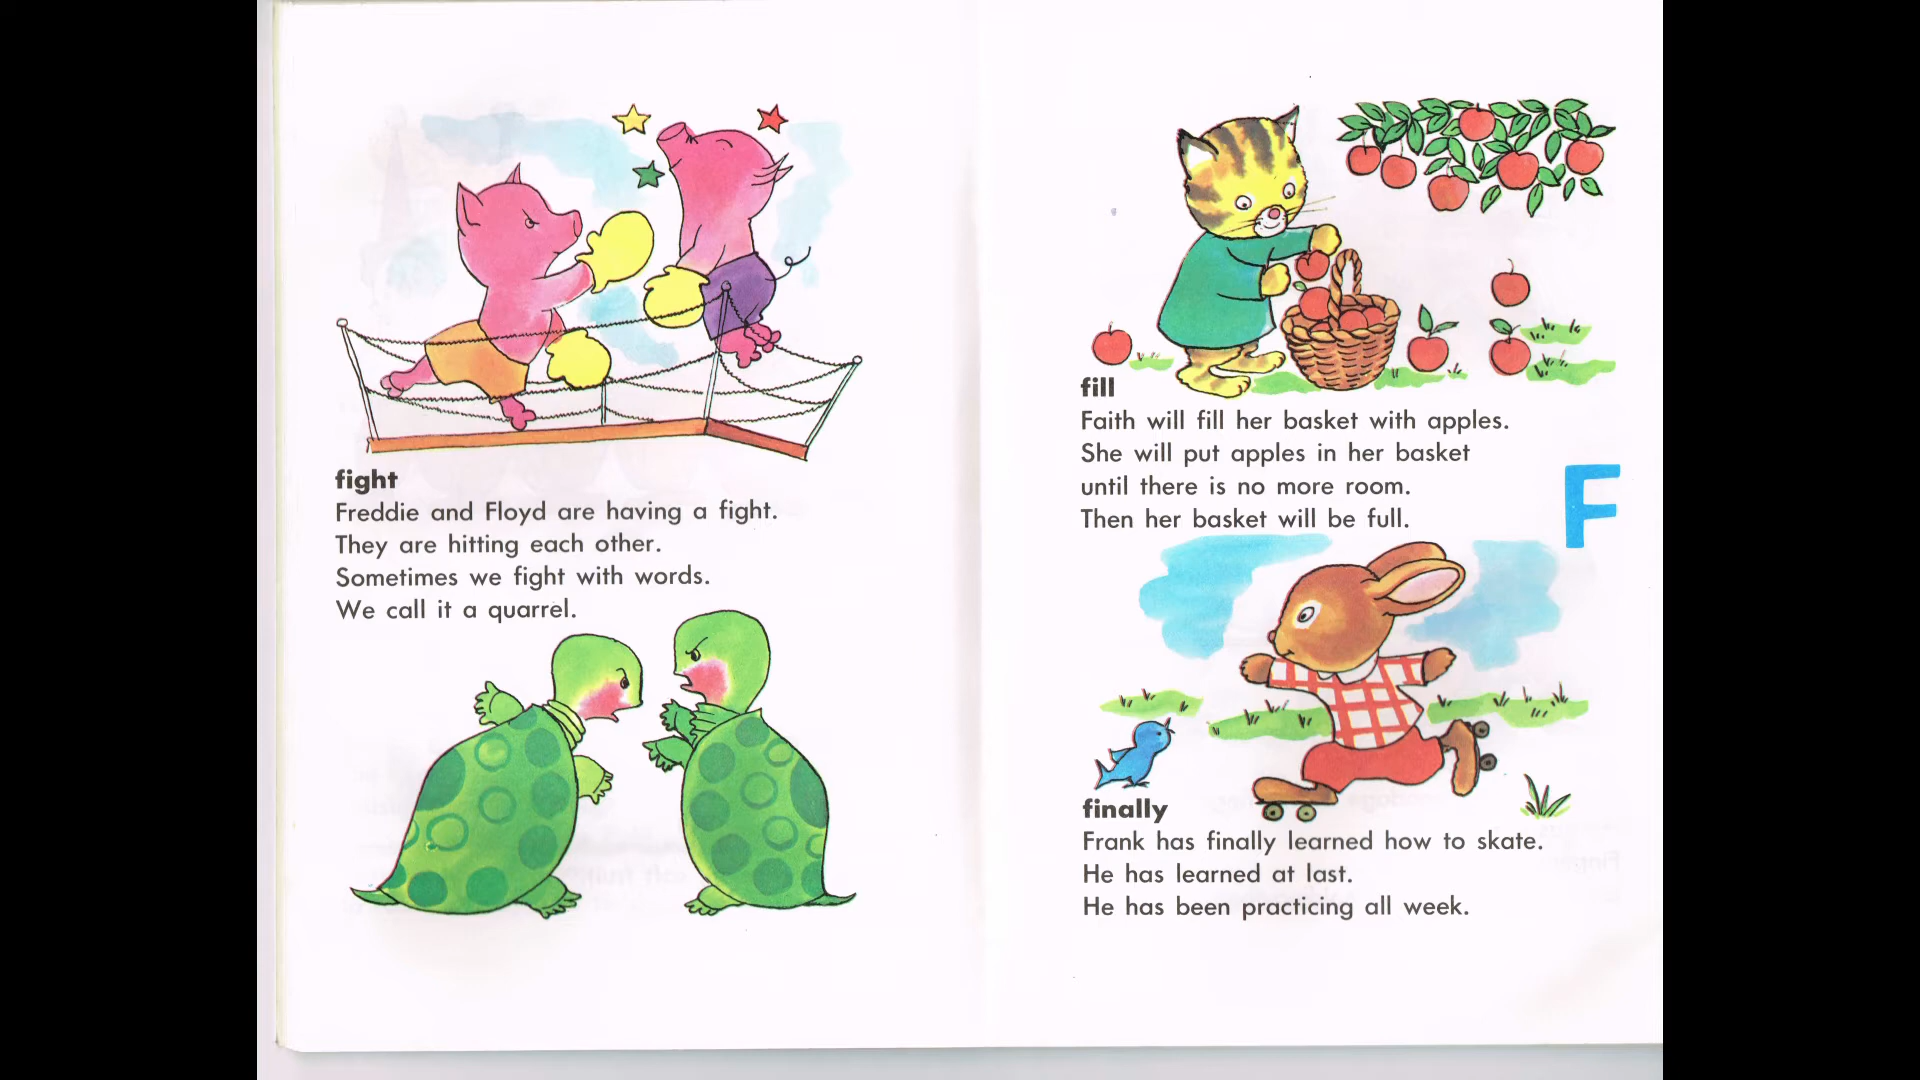 fight
Freddie and Floyd are having a fight.
They are hitting each other.
Sometimes we fight with words.
We call it a quarrel.
fill
Faith will fill her basket with apples.
She will put apples in her basket
until there is no more room.
Then her basket will be full.
F
finally
Frank has finally learned how to skate.
He has learned at last.
He has been practicing all week.